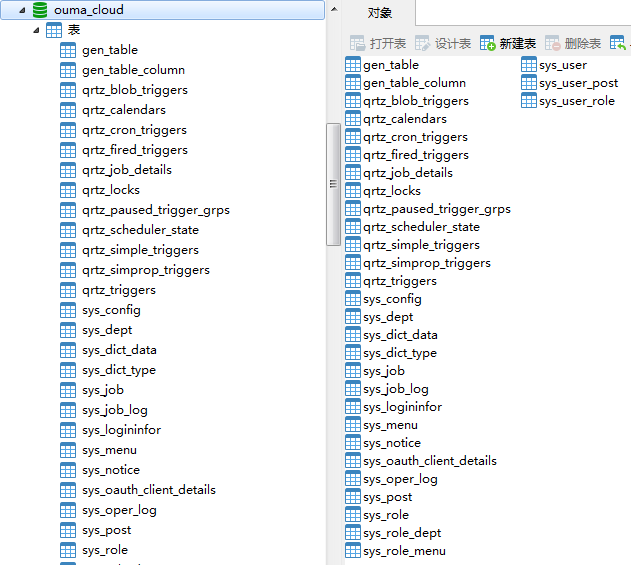 ouma_cloud
表
gen_table
gen_table_column
qrtz_blob_triggers
qrtz_calendars
qrtz_cron_triggers
qrtz_fired_triggers
qrtz_job_details
qrtz_locks
qrtz_paused_trigger_grps
qrtz_scheduler_state
qrtz_simple_triggers
qrtz_simprop_triggers
qrtz_triggers
sys_config
sys_dept
sys_dict_data
sys_dict_type
sys_job
sys_job_log
sys_logininfor
sys_menu
sys_notice
sys_oauth_client_details
sys_oper_log
sys_post
sys_role
对象
打开表 设计表 新建表 删除表
gen_table
gen_table_column
qrtz_blob_triggers
qrtz_calendars
qrtz_cron_triggers
qrtz_fired_triggers
qrtz_job_details
qrtz_locks
qrtz_paused_trigger_grps
qrtz_scheduler_state
qrtz_simple_triggers
qrtz_simprop_triggers
qrtz_triggers
sys_config
sys_dept
sys_dict_data
sys_dict_type
sys_job
sys_job_log
sys_logininfor
sys_menu
sys_notice
sys_oauth_client_details
sys_oper_log
sys_post
sys_role
sys_role_dept
sys_role_menu
sys_user
sys_user_post
sys_user_role